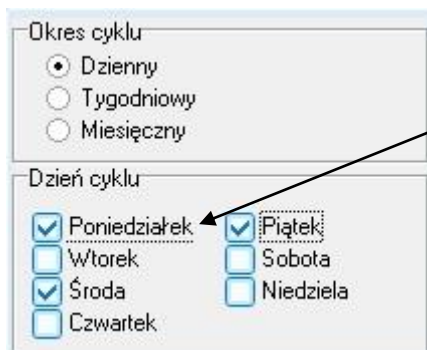 Okres cyklu
Dzienny
Tygodniowy
Miesięczny
Dzień cyklu
Poniedziałek
Wtorek
Środa
Czwartek
Piątek
Sobota
Niedziela